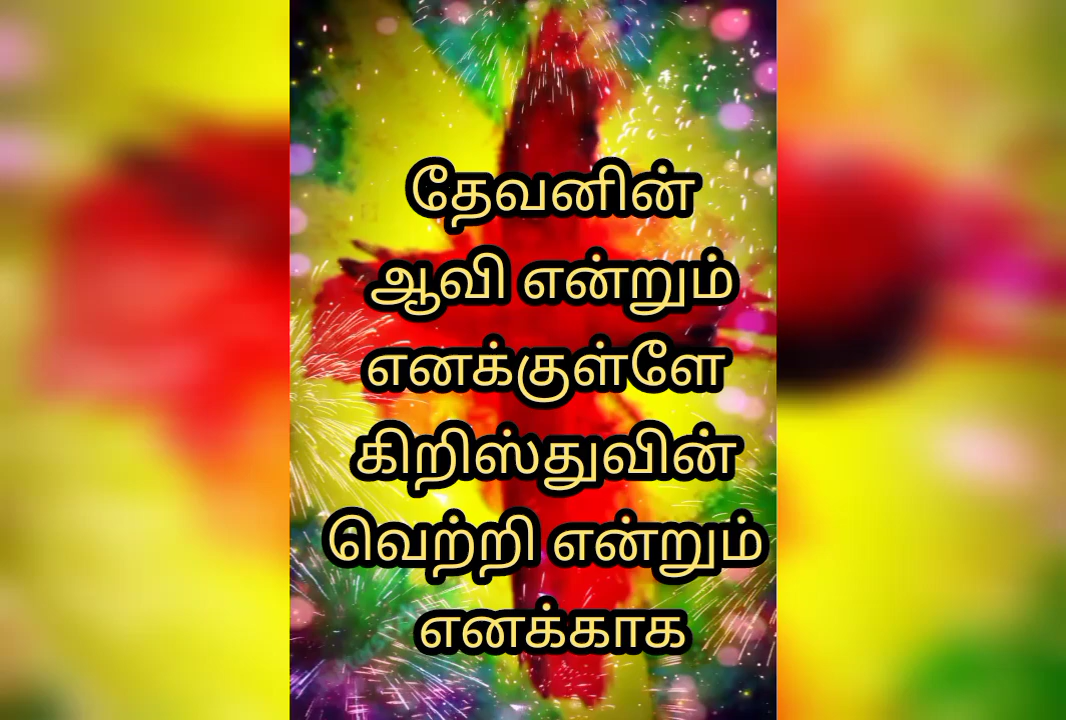 தேவனின்
ஆவி என்றும்
எனக்குள்ளே
கிறிஸ்துவின்
வெற்றி என்றும்
எனக்காக